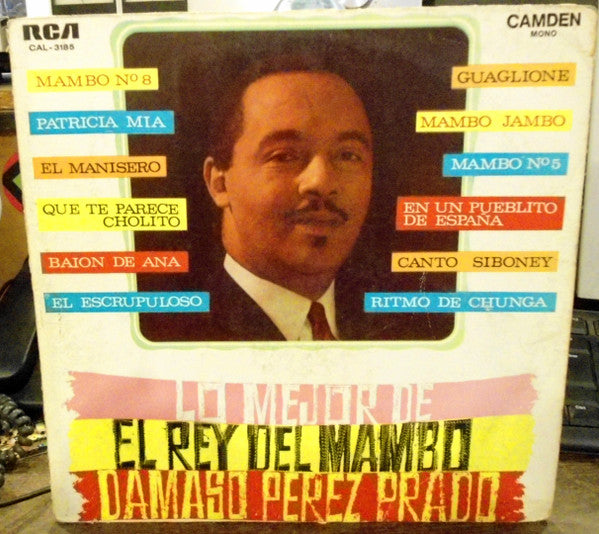 RCA
CAL-3185
CAMDEN
MONO
MAMBO Nº 8
PATRICIA MIA
EL MANISERO
QUE TE PARECE
CHOLITO
BAION DE ANA
EL ESCRUPULOSO
GUAGLIONE
MAMBO JAMBO
MAMBO Nº 5
EN UN PUEBLITO
DE ESPAÑA
CANTO SIBONEY
RITMO DE CHUNGA
LO MEJOR DE
EL REY DEL MAMBO
DAMASO PEREZ PRADO